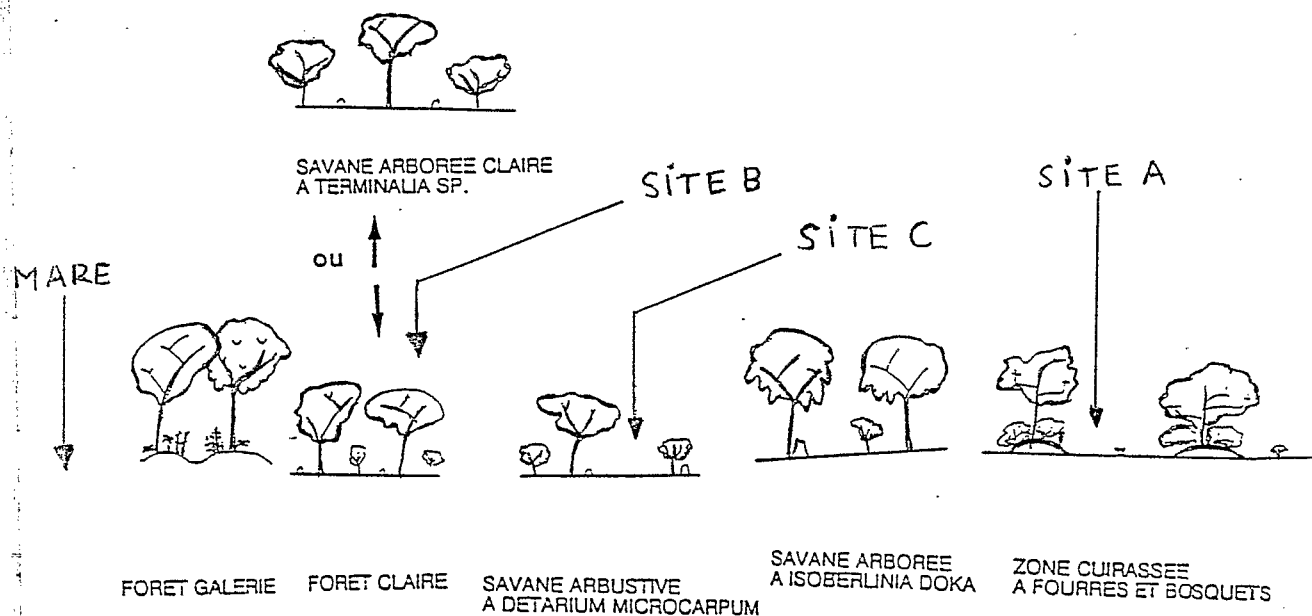 SAVANE ARBOREE CLAIRE
A TERMINALIA SP.
SITE B
SITE A
ou
SITE C
MARE
FORET GALERIE
FORET CLAIRE
SAVANE ARBUSTIVE
A DETARIUM MICROCARPUM
SAVANE ARBOREE
A ISOBERLINIA DOKA
ZONE CUIRASSEE
A FOURRES ET BOSQUETS